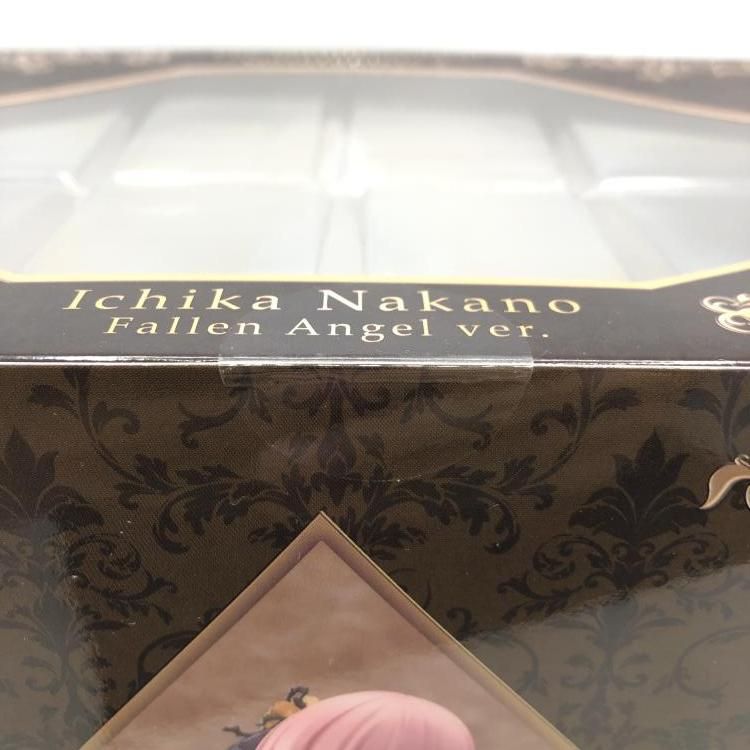 Ichika Nakano
Fallen Angel ver.